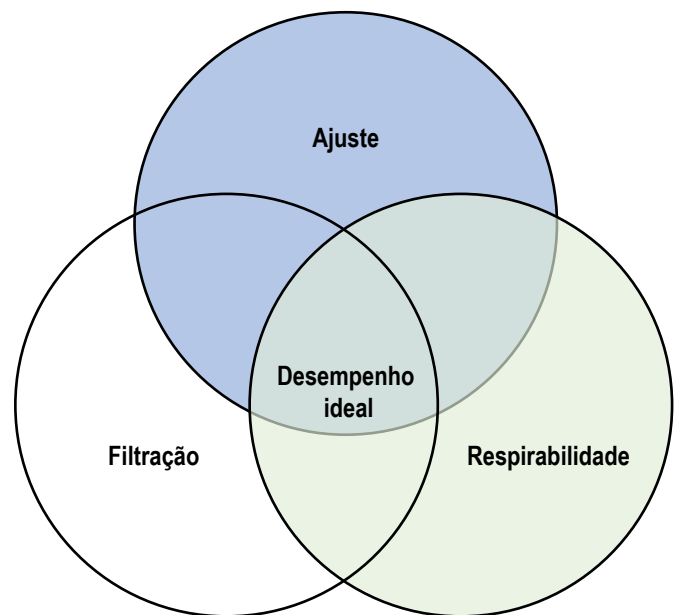 Ajuste
Desempenho
ideal
Filtração
Respirabilidade